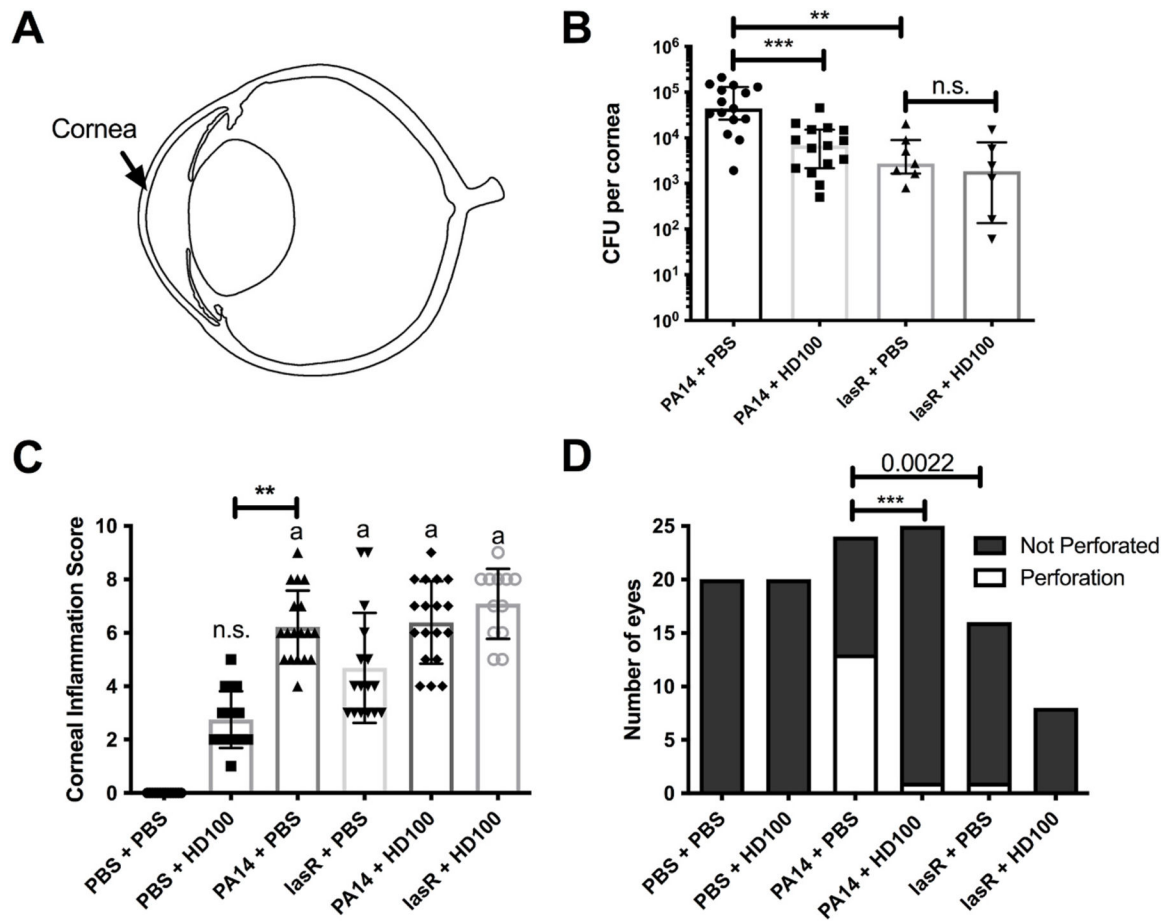 A
Cornea
B
CFU per cornea
10⁶
10⁵
10⁴
10³
10²
10¹
10⁰
**
***
n.s.
PA14 + PBS
PA14 + HD100
lasR + PBS
lasR + HD100
C
Corneal Inflammation Score
10
8
6
4
2
0
**
n.s.
a
a
a
a
PBS + PBS
PBS + HD100
PA14 + PBS
lasR + PBS
PA14 + HD100
lasR + HD100
D
Number of eyes
25
20
15
10
5
0
0.0022
***
Not Perforated
Perforation
PBS + PBS
PBS + HD100
PA14 + PBS
PA14 + HD100
lasR + PBS
lasR + HD100